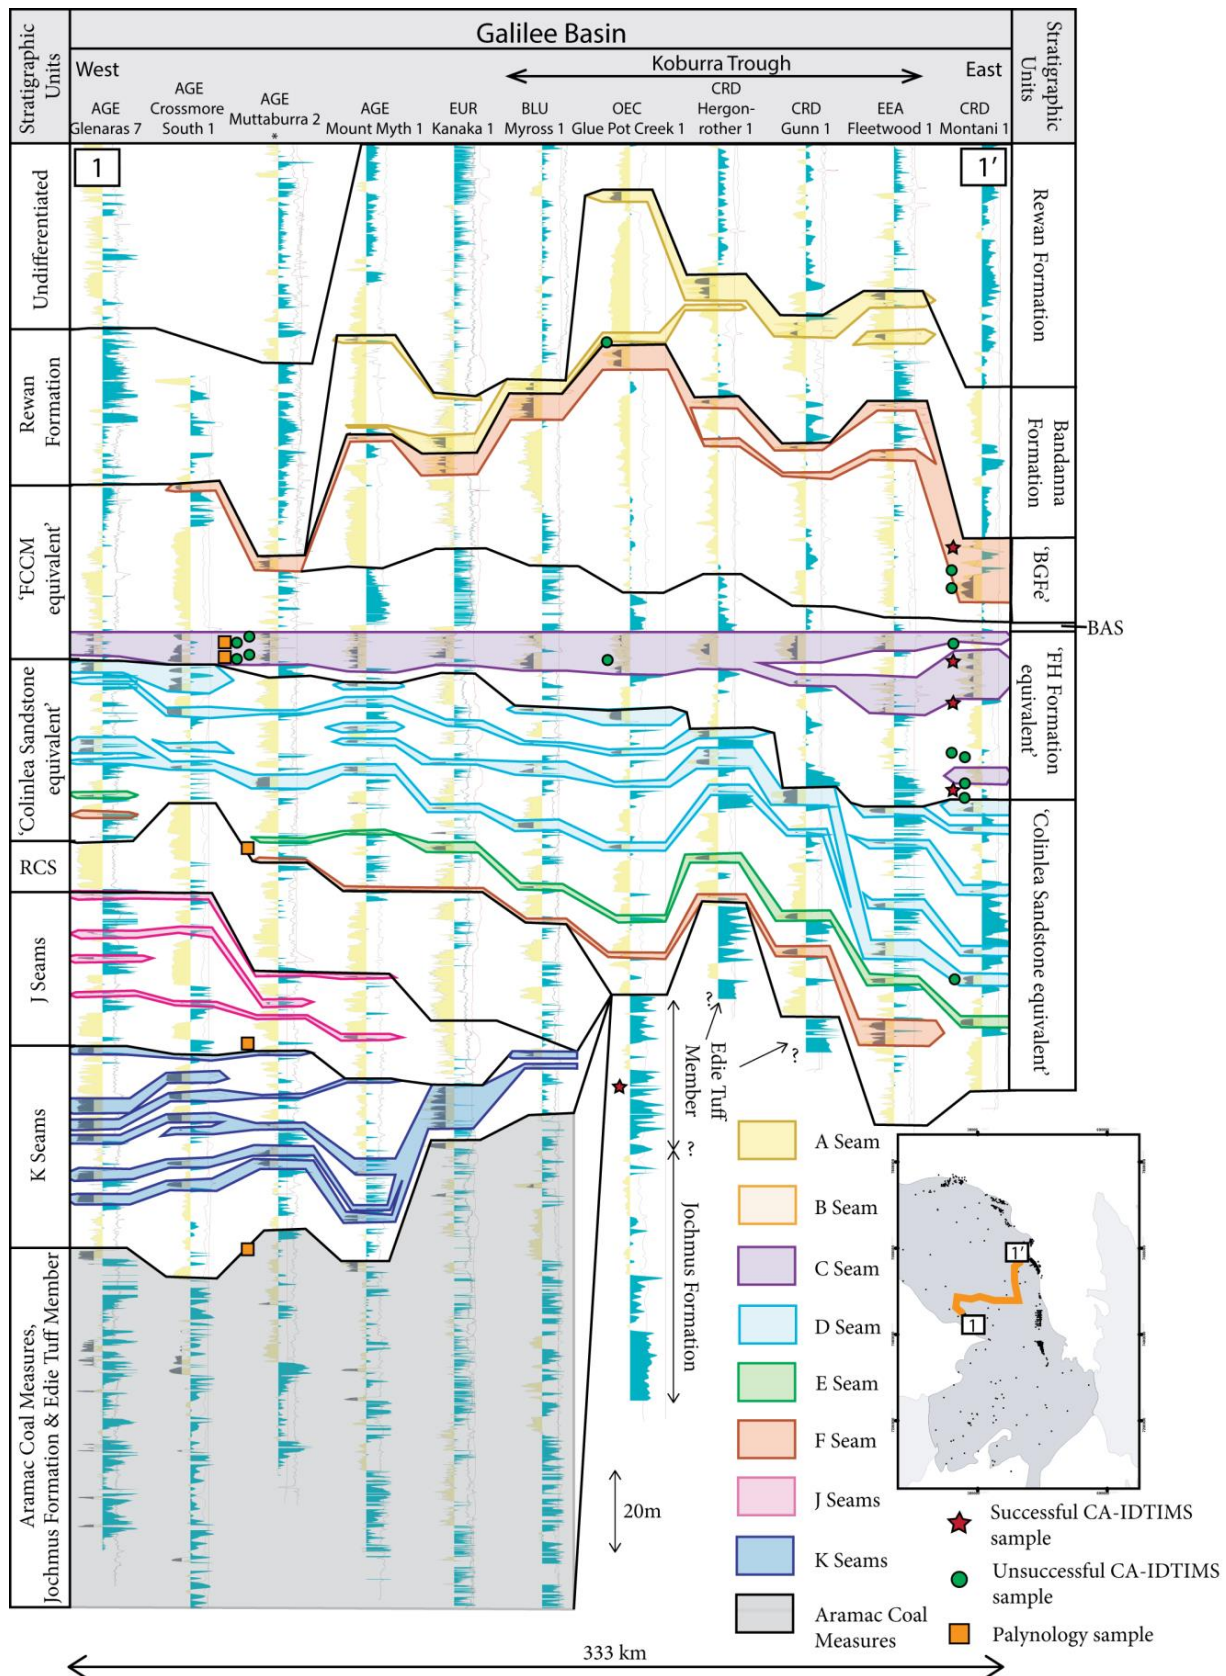 Galilee Basin
Stratigraphic
Units
West
Koburra Trough
East
Stratigraphic
Units
AGE
Glenaras 7
AGE
Crossmore
South 1
AGE
Muttaburra 2
*
AGE
Mount Myth 1
EUR
Kanaka 1
BLU
Myross 1
OEC
Glue Pot Creek 1
CRD
Hergon-
rother 1
CRD
Gunn 1
EEA
Fleetwood 1
CRD
Montani 1
1
1'
Undifferentiated
Rewan
Formation
'FCCM
equivalent'
'Colinlea Sandstone
equivalent'
RCS
J Seams
K Seams
Aramac Coal Measures,
Jochmus Formation & Edie Tuff Member
Rewan Formation
Bandanna
Formation
'BGFe'
BAS
'FH Formation
equivalent'
'Colinlea Sandstone equivalent'
?
Edie Tuff
Member
?
?
Jochmus Formation
20m
A Seam
B Seam
C Seam
D Seam
E Seam
F Seam
J Seams
K Seams
Aramac Coal
Measures
1'
1
Successful CA-IDTIMS
sample
Unsuccessful CA-IDTIMS
sample
Palynology sample
333 km